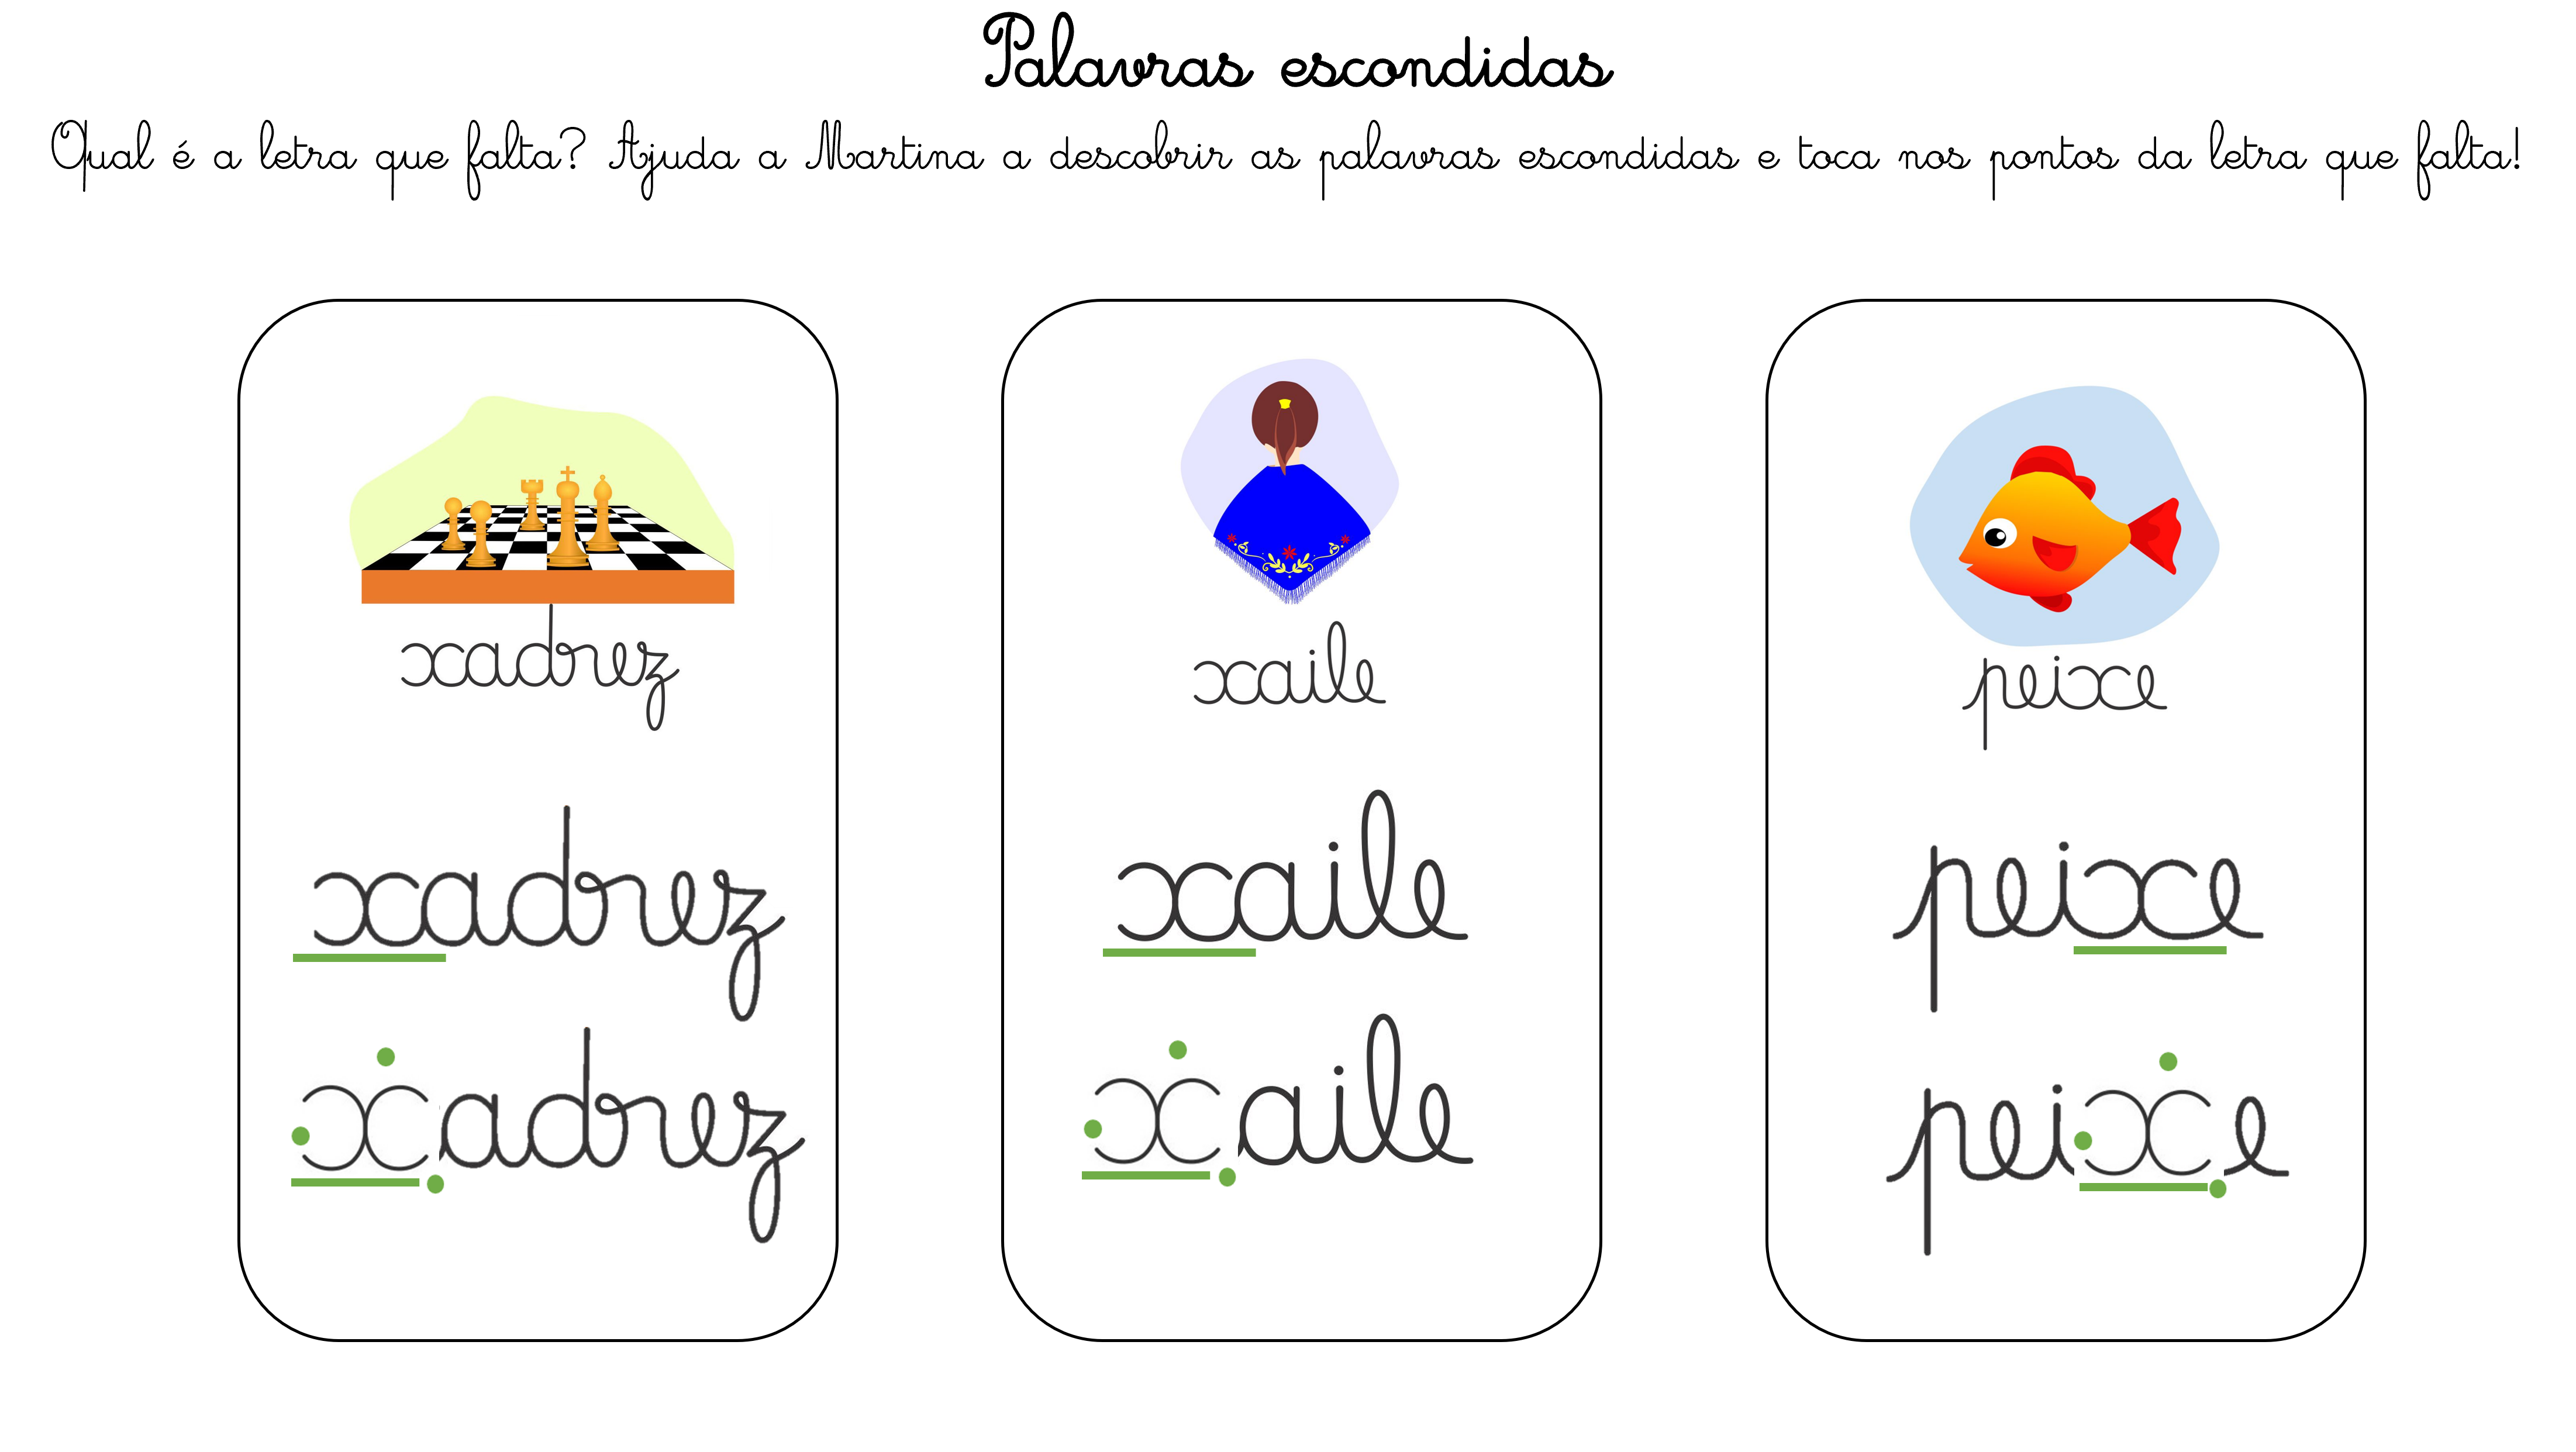 Palavras escondidas
Qual é a letra que falta? Ajuda a Martina a descobrir as palavras escondidas e toca nos pontos da letra que falta!
xadrez
xadrez
xadrez
xaile
xaile
xaile
peixe
peixe
peixe